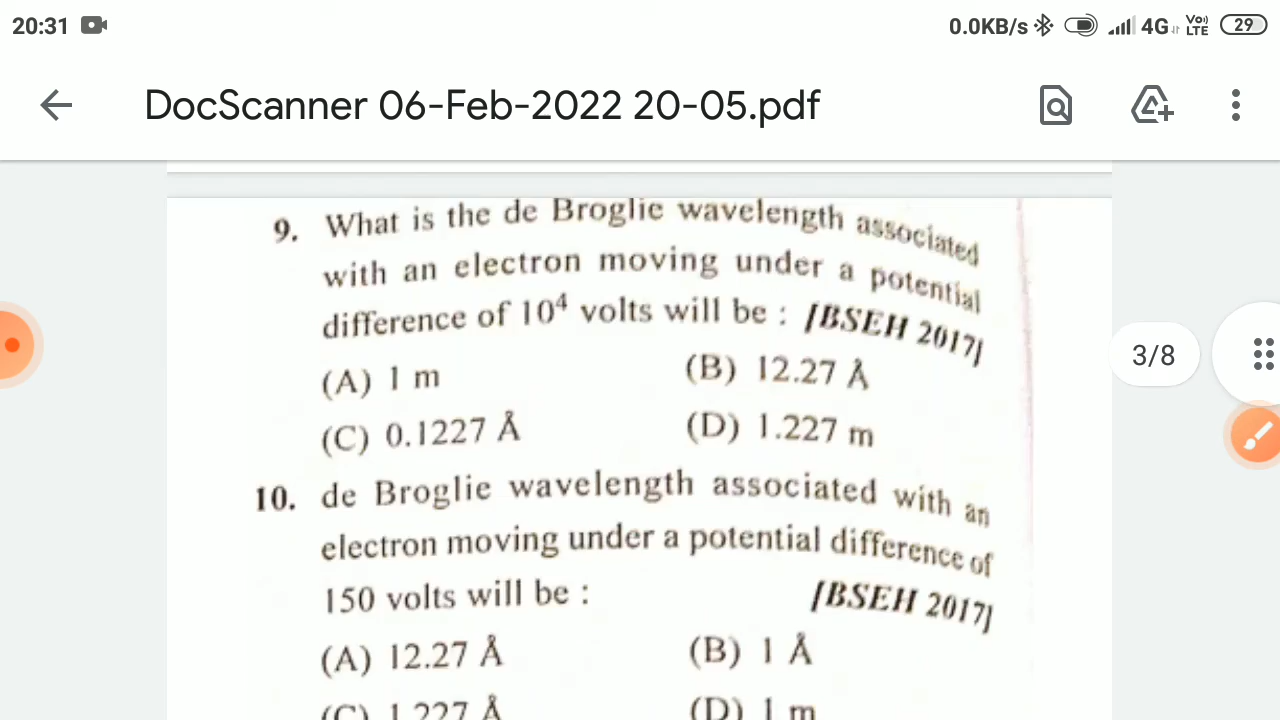 20:31 0.0KB/s 4G Vo) LTE 29
DocScanner 06-Feb-2022 20-05.pdf
9. What is the de Broglie wavelength associated
with an electron moving under a potential
difference of 10⁴ volts will be : [BSEH 2017]
(A) 1 m (B) 12.27 Å
(C) 0.1227 Å (D) 1.227 m
3/8
10. de Broglie wavelength associated with an
electron moving under a potential difference of
150 volts will be : [BSEH 2017]
(A) 12.27 Å (B) 1 Å
(C) 1.227 Å (D) 1 m